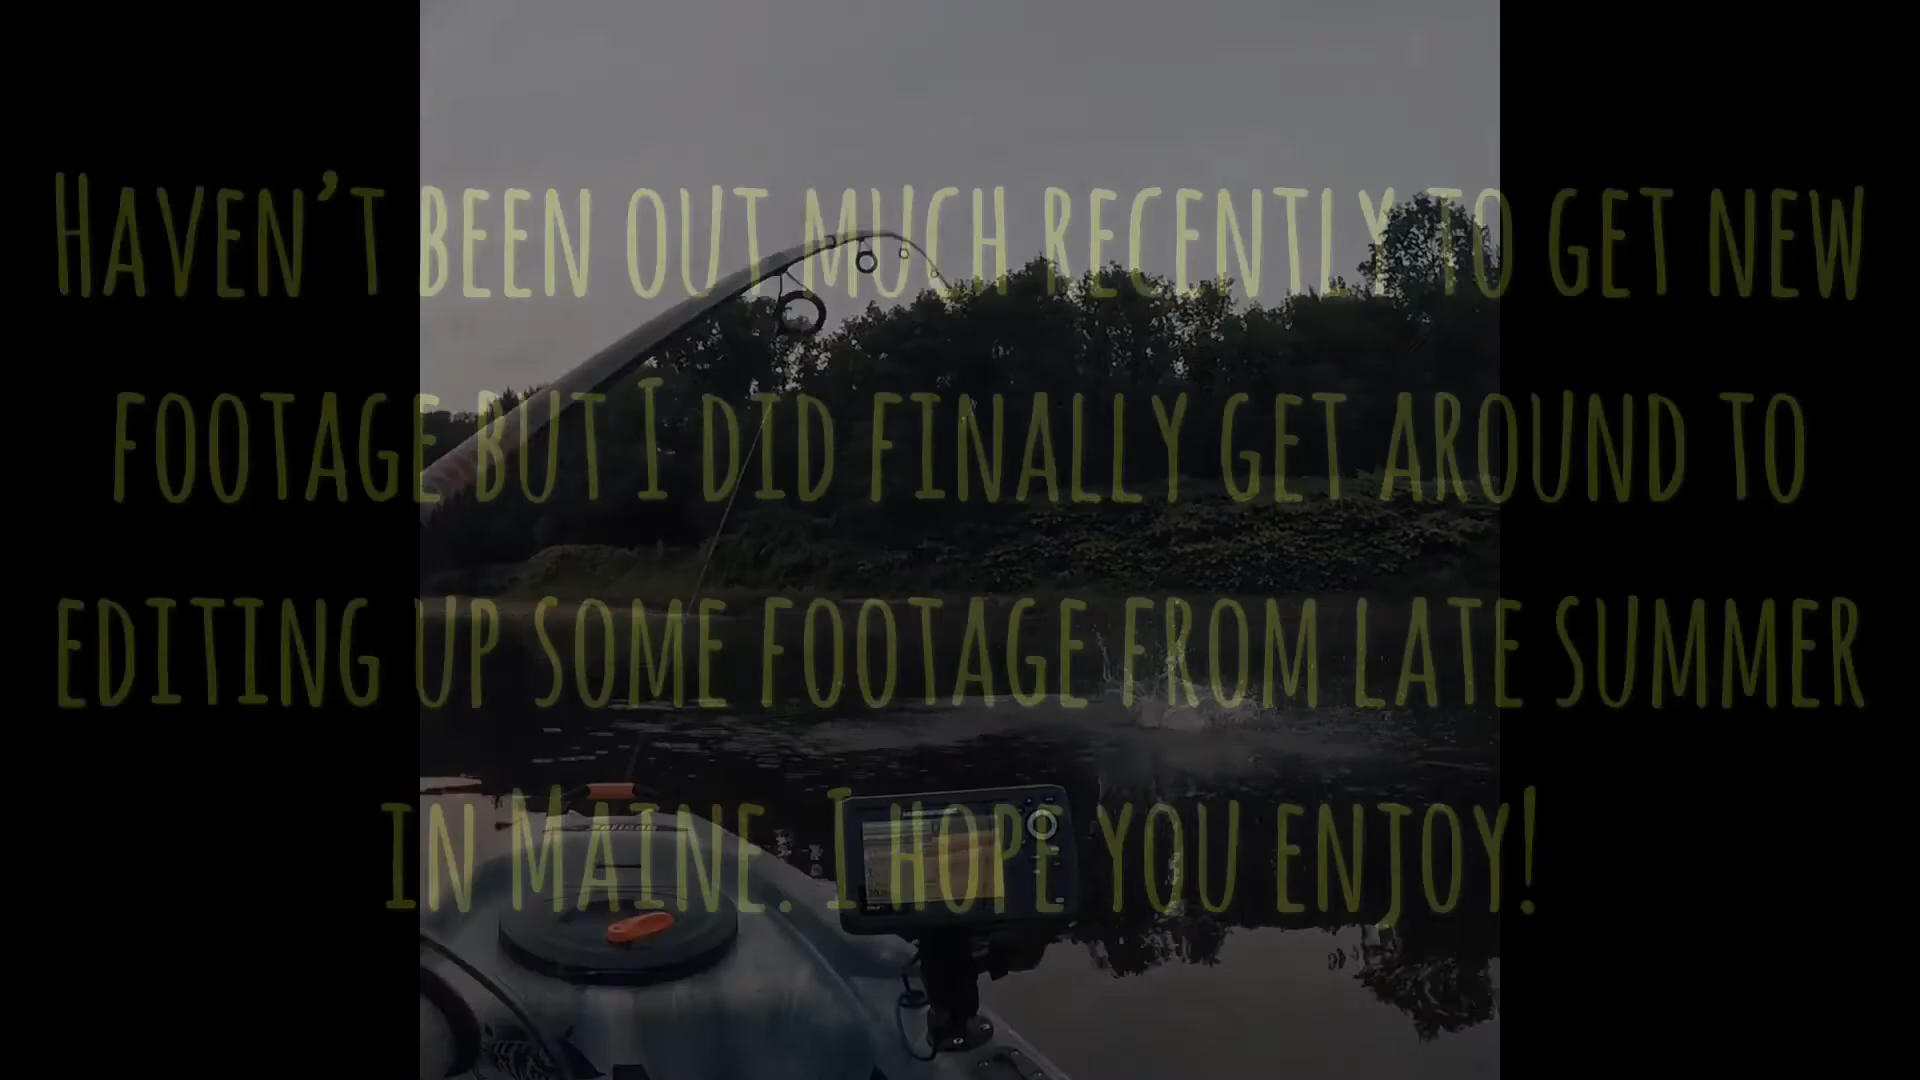 Haven't been out much recently to get new
footage but I did finally get around to
editing up some footage from late summer
in Maine. I hope you enjoy!